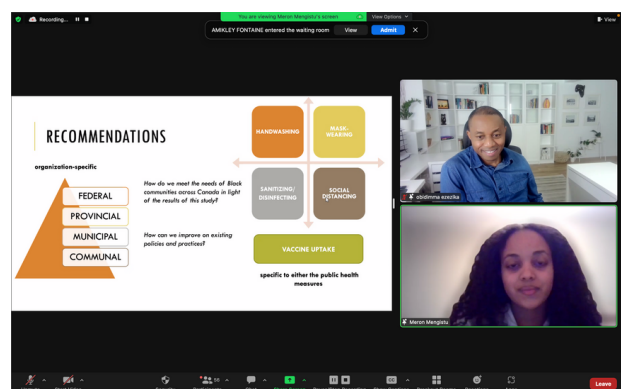 Recording...
You are viewing Meron Mengistu's screen
View Options
View
AMIKLEY FONTAINE entered the waiting room
View
Admit
RECOMMENDATIONS
organization-specific
FEDERAL
PROVINCIAL
MUNICIPAL
COMMUNAL
How do we meet the needs of Black
communities across Canada in light
of the results of this study?
How can we improve on existing
policies and practices?
HANDWASHING
MASK-
WEARING
SANITIZING/
DISINFECTING
SOCIAL
DISTANCING
VACCINE UPTAKE
specific to either the public health
measures
obidimma ezezika
Meron Mengistu
Leave